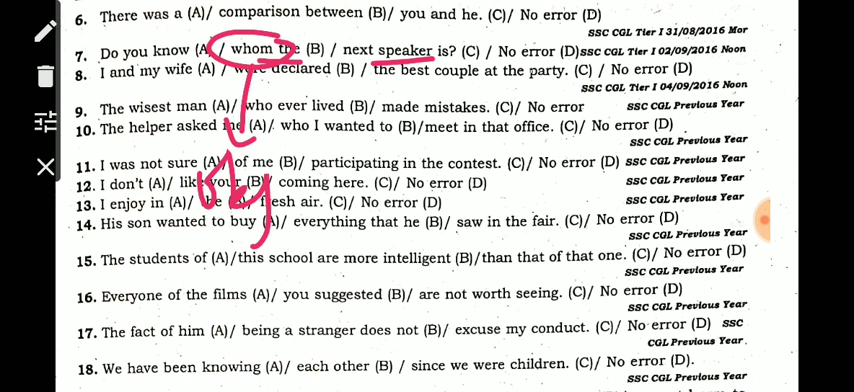 6. There was a (A)/ comparison between (B)/ you and he. (C)/ No error (D)
SSC CGL Tier I 31/08/2016 Mor
7. Do you know (A) / whom the (B) / next speaker is? (C) / No error (D) SSC CGL Tier I 02/09/2016 Noon
8. I and my wife (A) / were declared (B) / the best couple at the party. (C) / No error (D)
SSC CGL Tier I 04/09/2016 Noon
9. The wisest man (A)/ who ever lived (B)/ made mistakes. (C)/ No error SSC CGL Previous Year
10. The helper asked me (A)/ who I wanted to (B)/meet in that office. (C)/ No error (D)
SSC CGL Previous Year
11. I was not sure (A)/ of me (B)/ participating in the contest. (C)/ No error (D) SSC CGL Previous Year
12. I don't (A)/ like your (B)/ coming here. (C)/ No error (D) SSC CGL Previous Year
13. I enjoy in (A)/ the (B)/ fresh air. (C)/ No error (D) SSC CGL Previous Year
14. His son wanted to buy (A)/ everything that he (B)/ saw in the fair. (C)/ No error (D)
SSC CGL Previous Year
15. The students of (A)/this school are more intelligent (B)/than that of that one. (C)/ No error (D)
SSC CGL Previous Year
16. Everyone of the films (A)/ you suggested (B)/ are not worth seeing. (C)/ No error (D)
SSC CGL Previous Year
17. The fact of him (A)/ being a stranger does not (B)/ excuse my conduct. (C)/ No error (D) SSC
CGL Previous Year.
18. We have been knowing (A)/ each other (B) / since we were children. (C)/ No error (D).
SSC CGL Previous Year